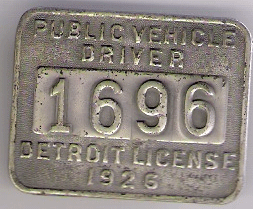 PUBLIC VEHICLE
DRIVER
1696
DETROIT LICENSE
1926